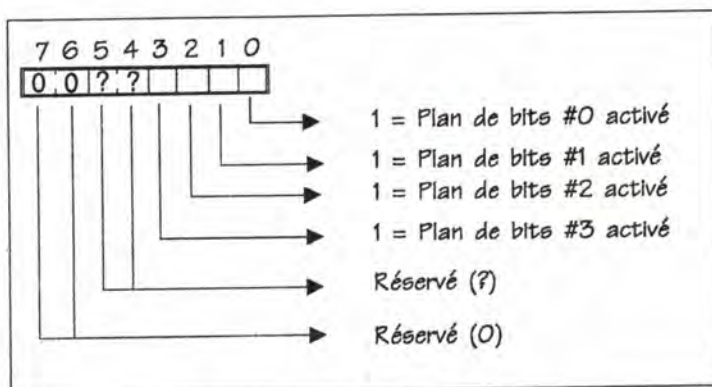 7 6 5 4 3 2 1 0
0 0 ? ?
1 = Plan de bits #0 activé
1 = Plan de bits #1 activé
1 = Plan de bits #2 activé
1 = Plan de bits #3 activé
Réservé (?)
Réservé (0)